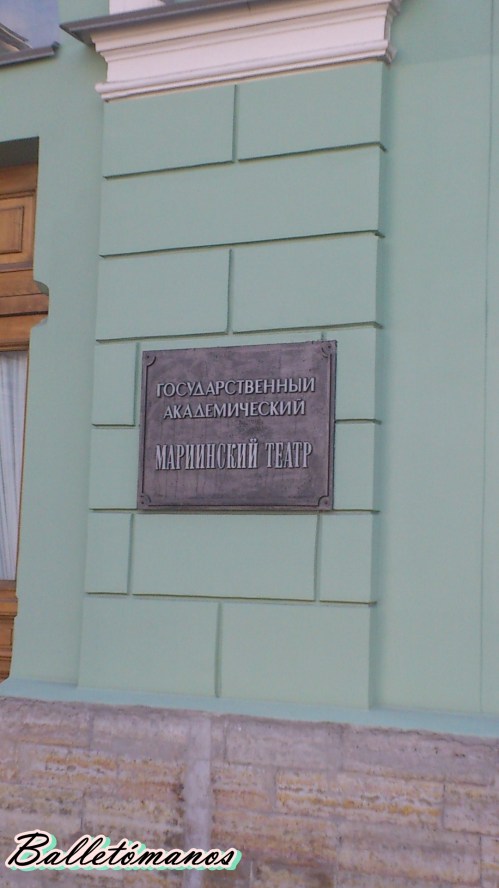 ГОСУДАРСТВЕННЫЙ
АКАДЕМИЧЕСКИЙ
МАРИИНСКИЙ ТЕАТР
Balletómanos